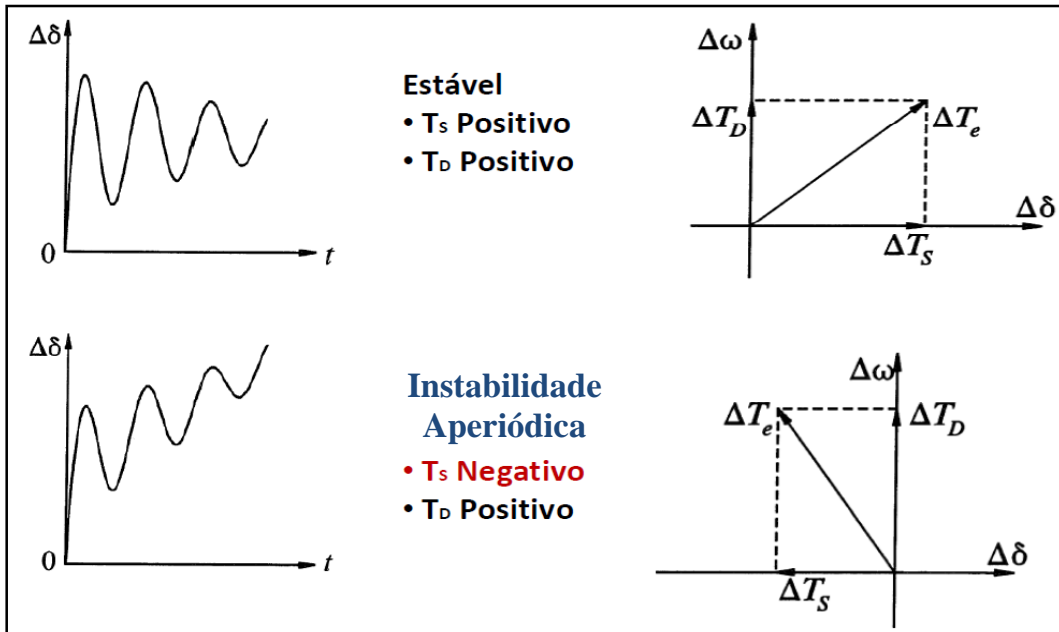 Δδ
0
t
Estável
• Ts Positivo
• TD Positivo
Δω
ΔTD
ΔTe
Δδ
ΔTS
Δδ
0
t
Instabilidade
Aperiódica
• Ts Negativo
• TD Positivo
Δω
ΔTe
ΔTD
Δδ
ΔTS